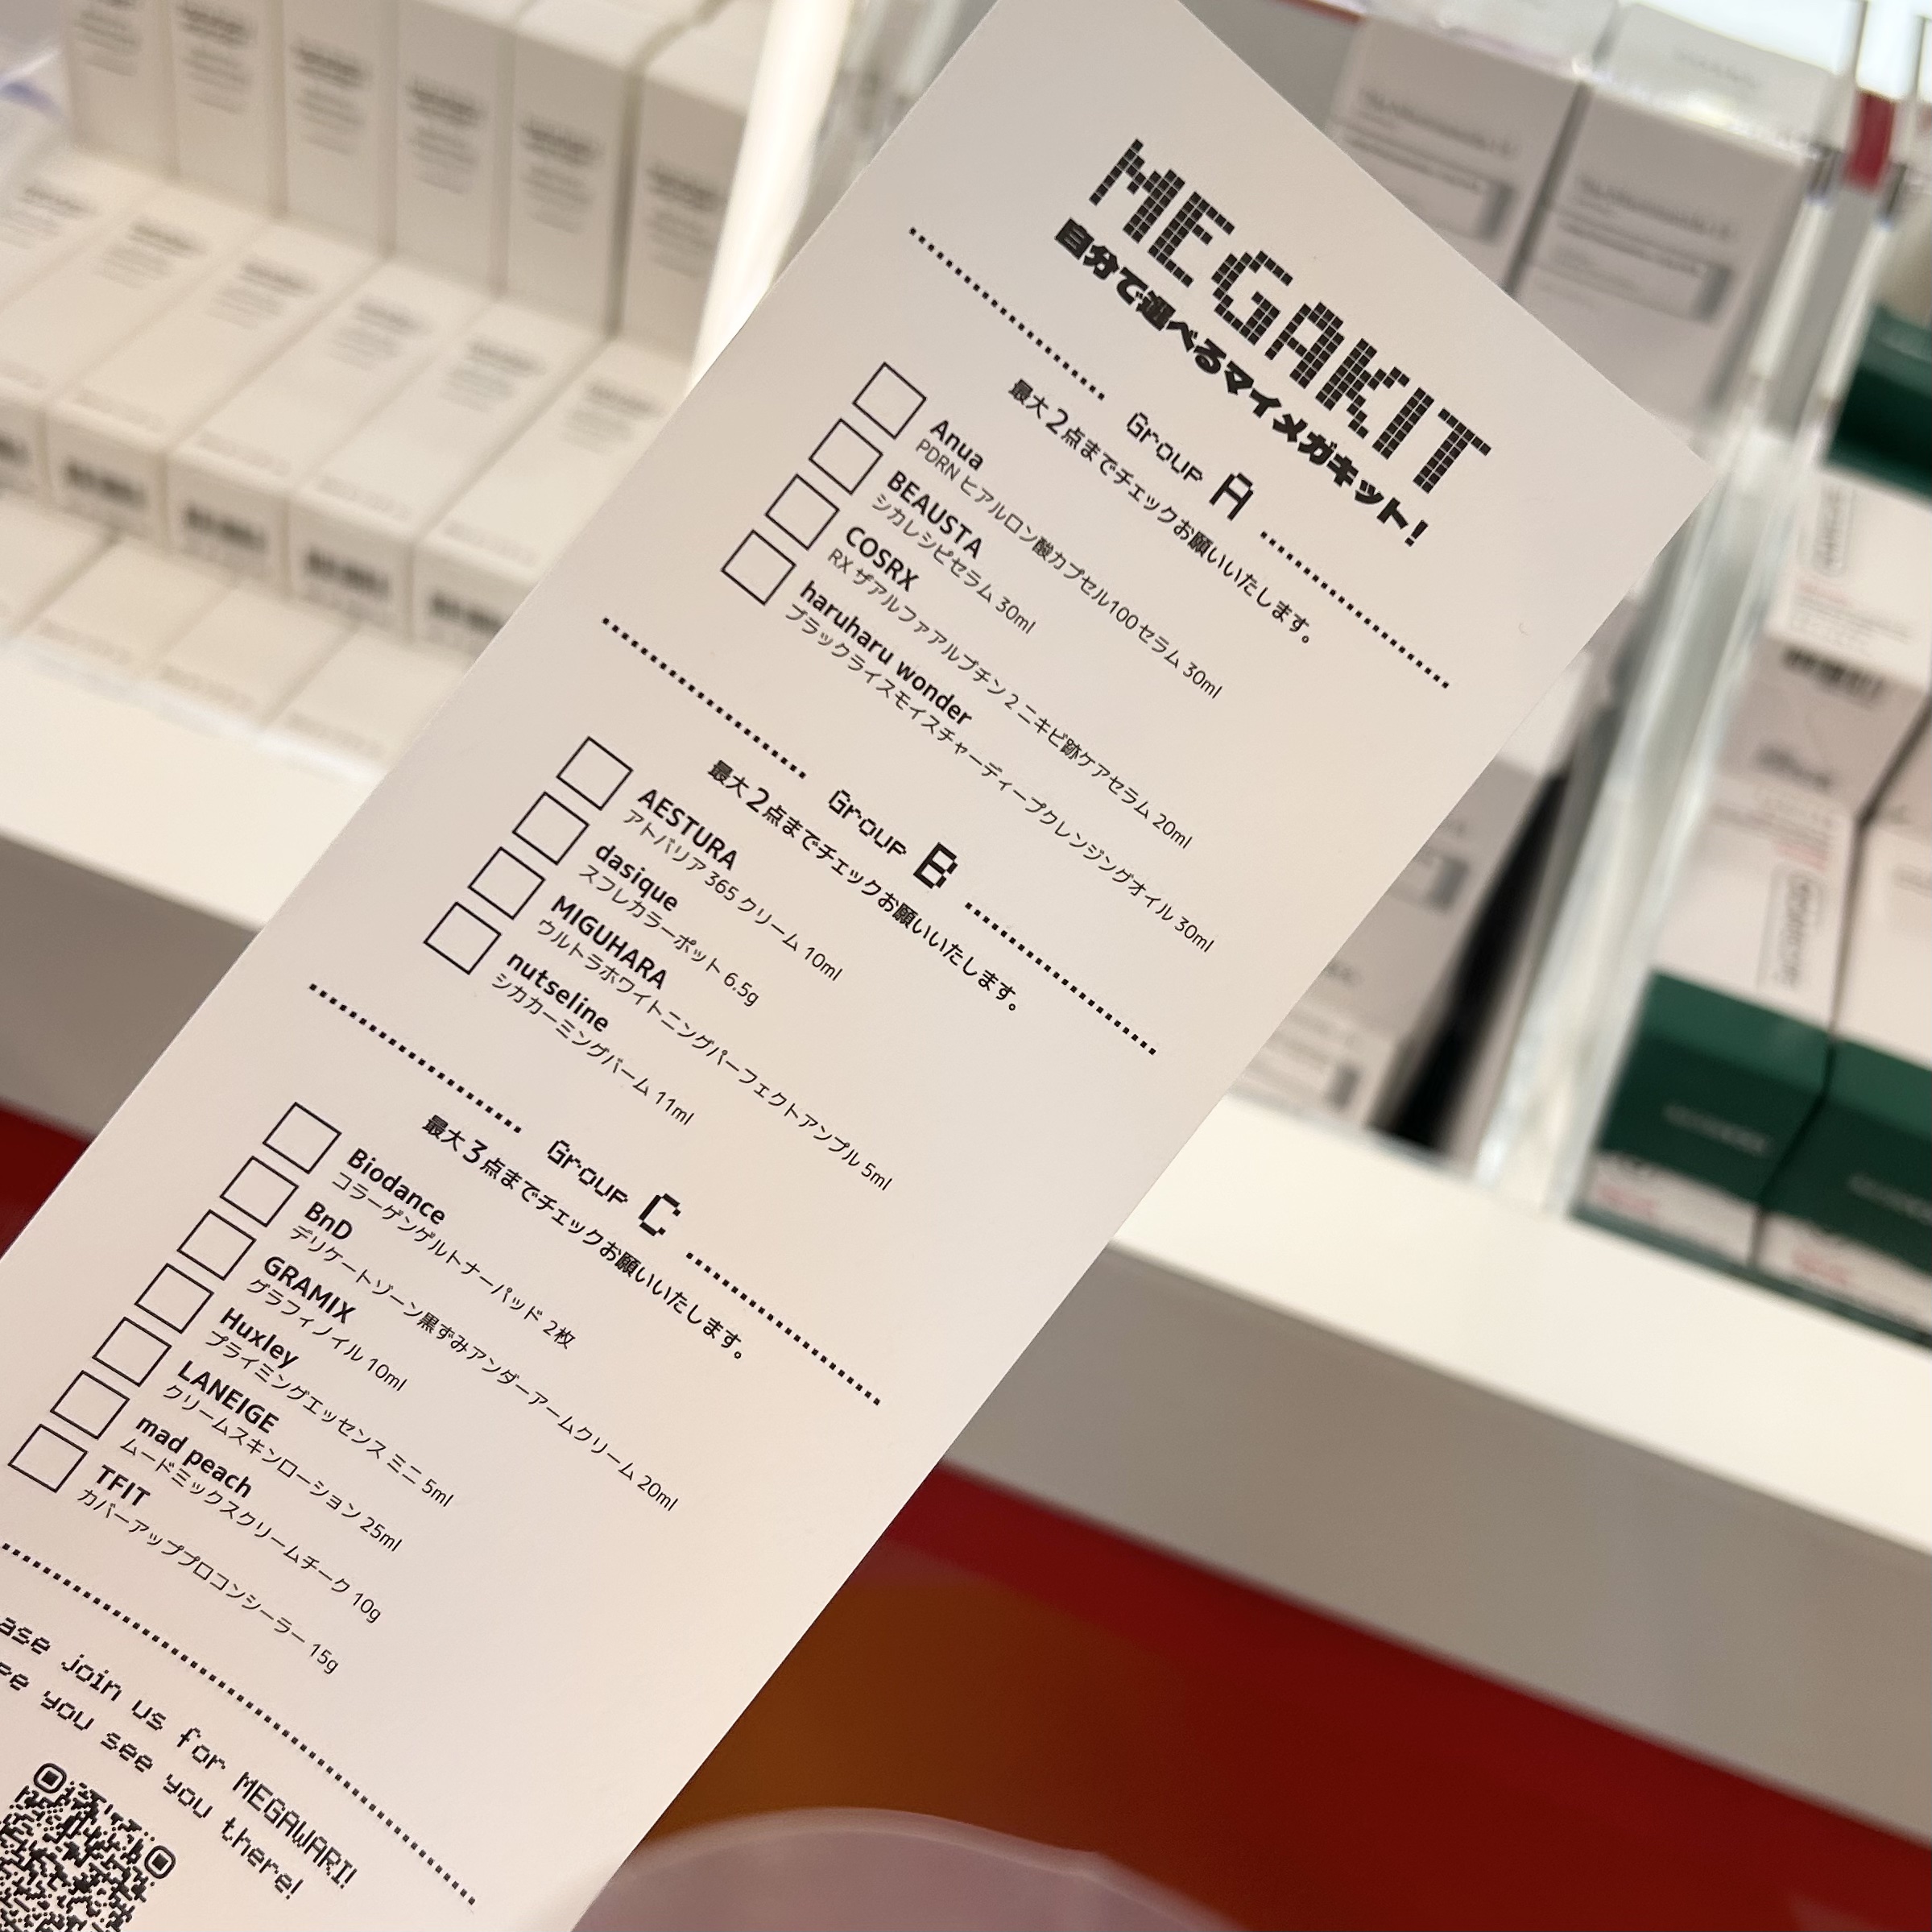 MEGAKIT
自分で選べるマイメガキット!
Group A
最大2点までチェックお願いいたします。
Anua
PDRN ヒアルロン酸カプセル100セラム 30ml
BEAUSTA
シカレシピセラム 30ml
COSRX
RX ザアルファアルブチン 2 ニキビ跡ケアセラム 20ml
haruharu wonder
ブラックライスモイスチャーディープクレンジングオイル 30ml
Group B
最大2点までチェックお願いいたします。
AESTURA
アトバリア 365 クリーム 10ml
dasique
スフレカラーポット 6.5g
MIGUHARA
ウルトラホワイトニングパーフェクトアンプル 5ml
nutseline
シカカーミングバーム 11ml
Group C
最大3点までチェックお願いいたします。
Biodance
コラーゲンゲルトナーパッド 2枚
BnD
デリケートゾーン黒ずみアンダーアームクリーム 20ml
GRAMIX
グラフィノイル 10ml
Huxley
プライミングエッセンス ミニ 5ml
LANEIGE
クリームスキンローション 25ml
mad peach
ムードミックスクリームチーク 10g
TFIT
カバーアッププロコンシーラー 15g
join us for MEGAWARI!
you see you there!